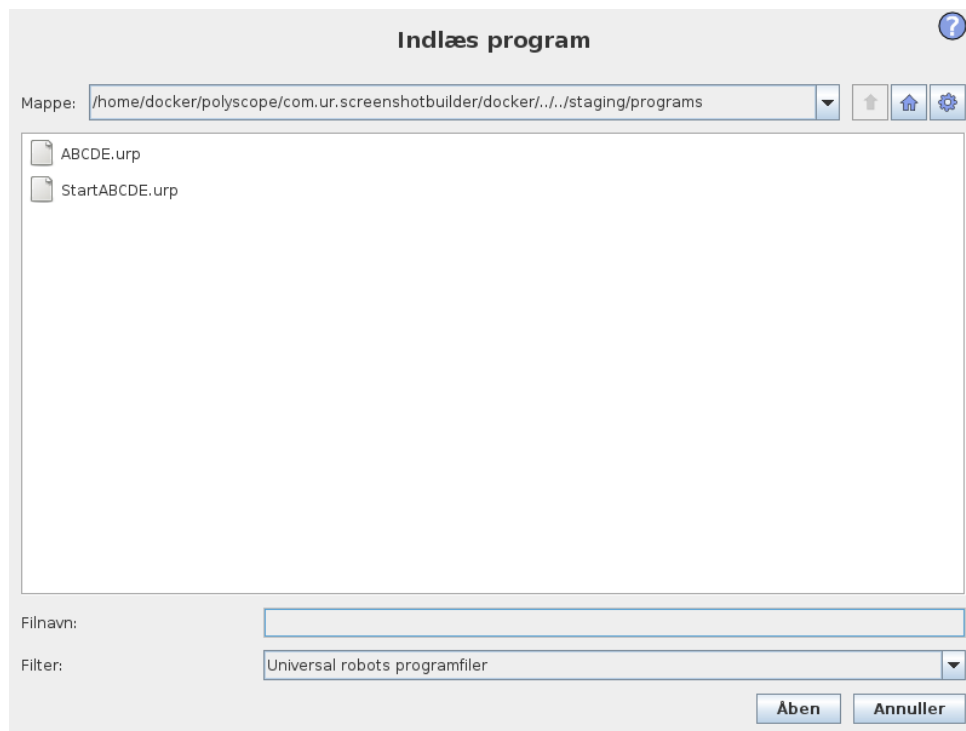 Indlæs program
?
Mappe: /home/docker/polyscope/com.ur.screenshotbuilder/docker/../../staging/programs
ABCDE.urp
StartABCDE.urp
Filnavn:
Filter: Universal robots programfiler
Åben Annuller